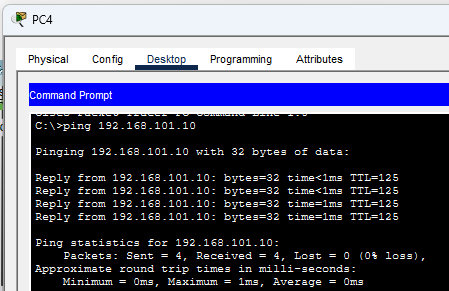 PC4
Physical Config Desktop Programming Attributes
Command Prompt
C:\>ping 192.168.101.10
Pinging 192.168.101.10 with 32 bytes of data:
Reply from 192.168.101.10: bytes=32 time<1ms TTL=125
Reply from 192.168.101.10: bytes=32 time<1ms TTL=125
Reply from 192.168.101.10: bytes=32 time=1ms TTL=125
Reply from 192.168.101.10: bytes=32 time=1ms TTL=125
Ping statistics for 192.168.101.10:
Packets: Sent = 4, Received = 4, Lost = 0 (0% loss),
Approximate round trip times in milli-seconds:
Minimum = 0ms, Maximum = 1ms, Average = 0ms